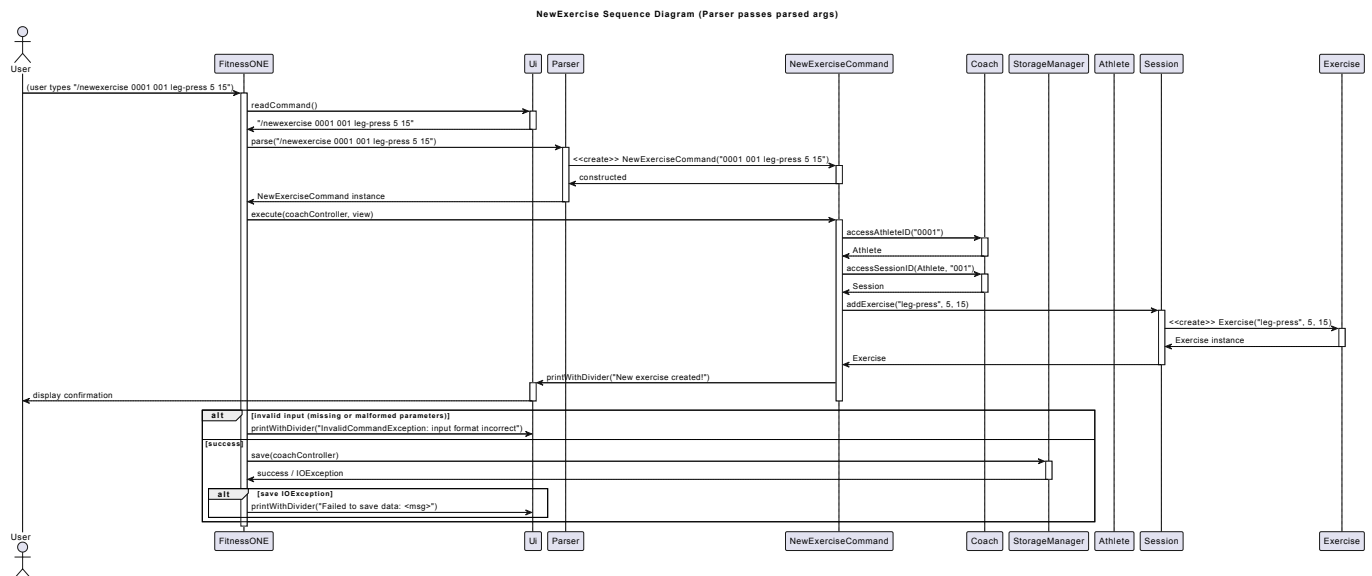 NewExercise Sequence Diagram (Parser passes parsed args)
User
FitnessONE
Ui
Parser
NewExerciseCommand
Coach
StorageManager
Athlete
Session
Exercise
(user types "/newexercise 0001 001 leg-press 5 15")
readCommand()
"/newexercise 0001 001 leg-press 5 15"
parse("/newexercise 0001 001 leg-press 5 15")
<<create>> NewExerciseCommand("0001 001 leg-press 5 15")
constructed
NewExerciseCommand instance
execute(coachController, view)
accessAthleteID("0001")
Athlete
accessSessionID(Athlete, "001")
Session
addExercise("leg-press", 5, 15)
<<create>> Exercise("leg-press", 5, 15)
Exercise instance
Exercise
printWithDivider("New exercise created!")
display confirmation
alt
[invalid input (missing or malformed parameters)]
printWithDivider("InvalidCommandException: input format incorrect")
[success]
save(coachController)
success / IOException
alt
[save IOException]
printWithDivider("Failed to save data: <msg>")
User
FitnessONE
Ui
Parser
NewExerciseCommand
Coach
StorageManager
Athlete
Session
Exercise